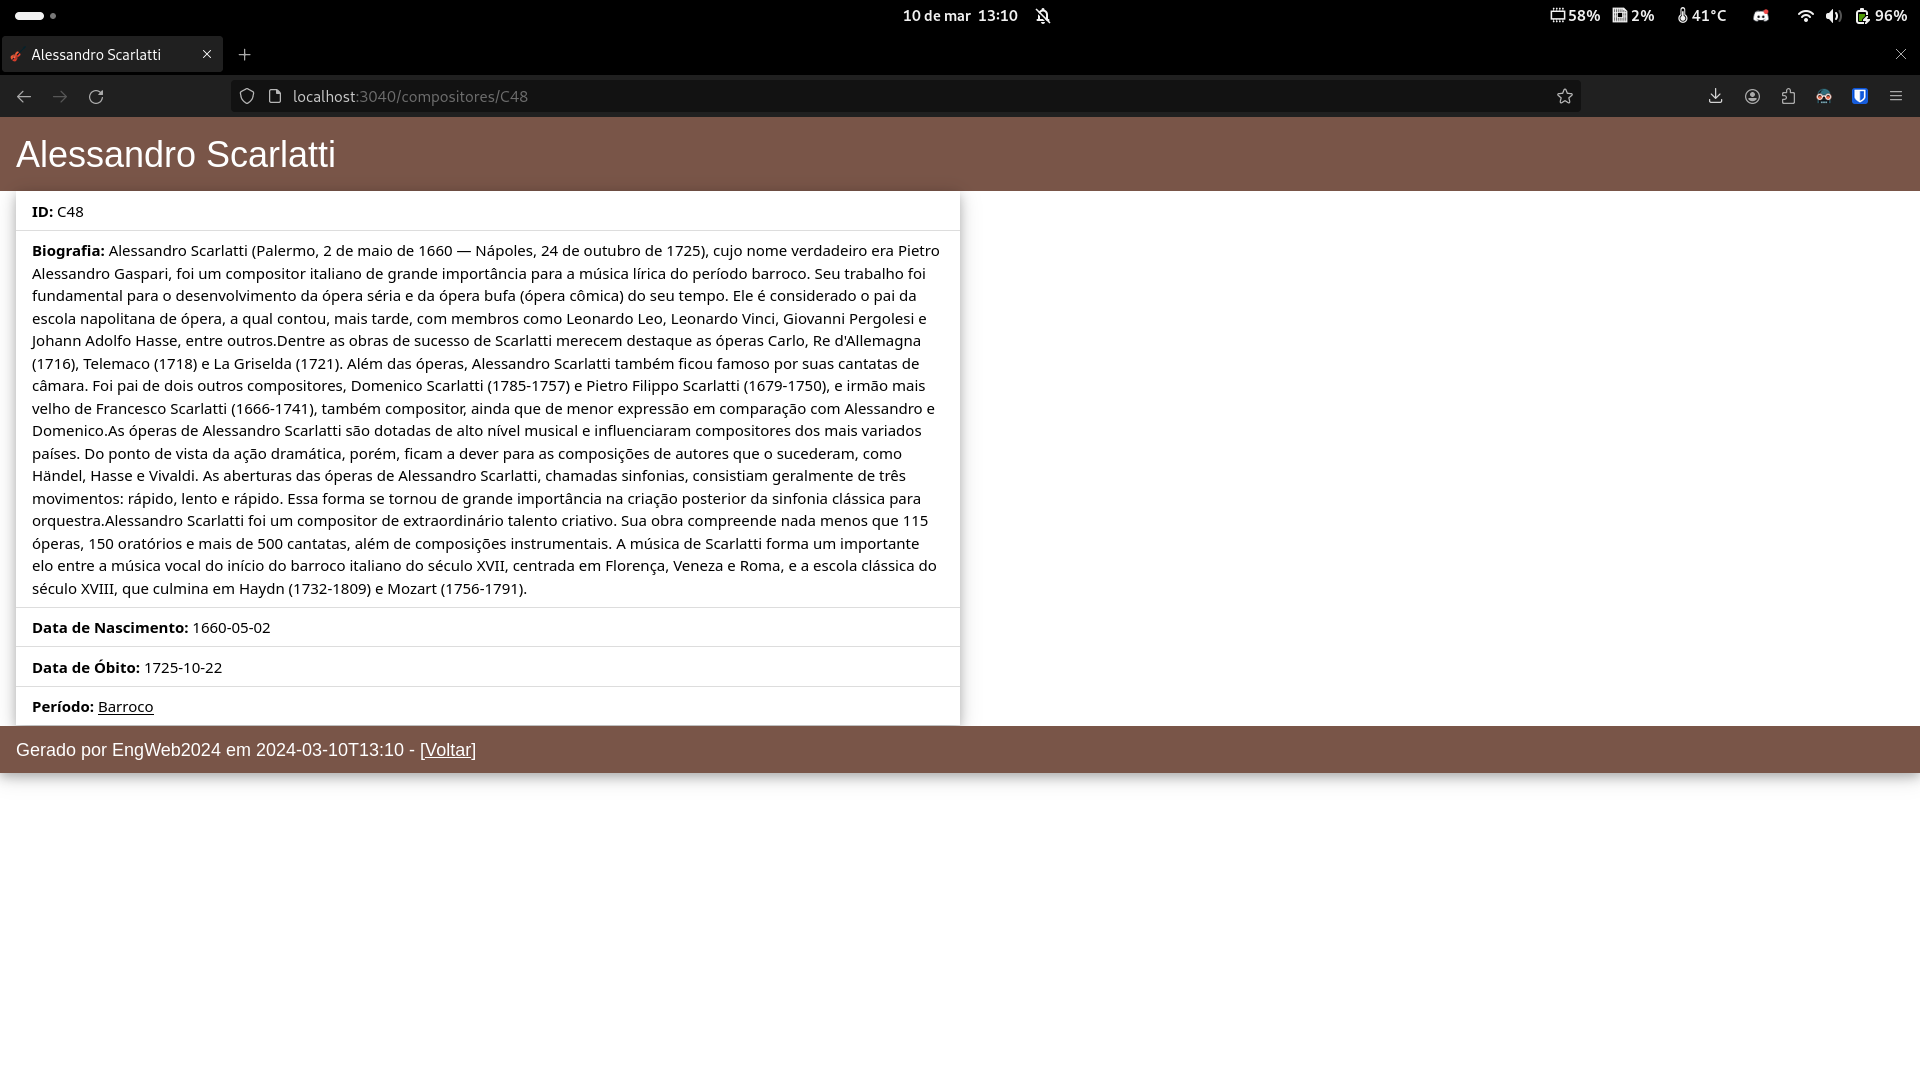 10 de mar 13:10
58% 2% 41°C 96%
Alessandro Scarlatti
localhost:3040/compositores/C48
Alessandro Scarlatti
ID: C48
Biografia: Alessandro Scarlatti (Palermo, 2 de maio de 1660 — Nápoles, 24 de outubro de 1725), cujo nome verdadeiro era Pietro
Alessandro Gaspari, foi um compositor italiano de grande importância para a música lírica do período barroco. Seu trabalho foi
fundamental para o desenvolvimento da ópera séria e da ópera bufa (ópera cômica) do seu tempo. Ele é considerado o pai da
escola napolitana de ópera, a qual contou, mais tarde, com membros como Leonardo Leo, Leonardo Vinci, Giovanni Pergolesi e
Johann Adolfo Hasse, entre outros.Dentre as obras de sucesso de Scarlatti merecem destaque as óperas Carlo, Re d'Allemagna
(1716), Telemaco (1718) e La Griselda (1721). Além das óperas, Alessandro Scarlatti também ficou famoso por suas cantatas de
câmara. Foi pai de dois outros compositores, Domenico Scarlatti (1785-1757) e Pietro Filippo Scarlatti (1679-1750), e irmão mais
velho de Francesco Scarlatti (1666-1741), também compositor, ainda que de menor expressão em comparação com Alessandro e
Domenico.As óperas de Alessandro Scarlatti são dotadas de alto nível musical e influenciaram compositores dos mais variados
países. Do ponto de vista da ação dramática, porém, ficam a dever para as composições de autores que o sucederam, como
Händel, Hasse e Vivaldi. As aberturas das óperas de Alessandro Scarlatti, chamadas sinfonias, consistiam geralmente de três
movimentos: rápido, lento e rápido. Essa forma se tornou de grande importância na criação posterior da sinfonia clássica para
orquestra.Alessandro Scarlatti foi um compositor de extraordinário talento criativo. Sua obra compreende nada menos que 115
óperas, 150 oratórios e mais de 500 cantatas, além de composições instrumentais. A música de Scarlatti forma um importante
elo entre a música vocal do início do barroco italiano do século XVII, centrada em Florença, Veneza e Roma, e a escola clássica do
século XVIII, que culmina em Haydn (1732-1809) e Mozart (1756-1791).
Data de Nascimento: 1660-05-02
Data de Óbito: 1725-10-22
Período: Barroco
Gerado por EngWeb2024 em 2024-03-10T13:10 - [Voltar]